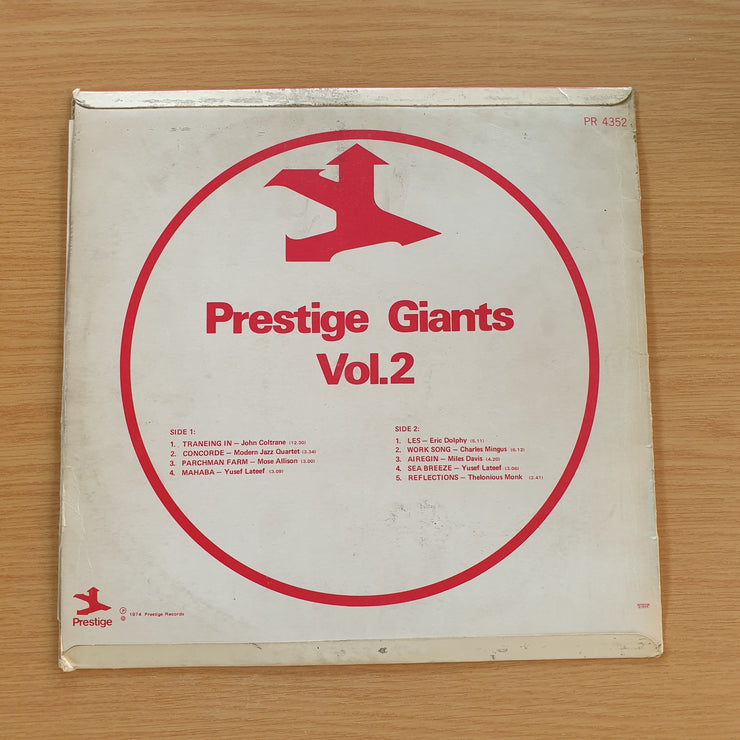 PR 4352
Prestige Giants
Vol.2
SIDE 1:
1. TRANEING IN — John Coltrane (12.30)
2. CONCORDE — Modern Jazz Quartet (3.34)
3. PARCHMAN FARM — Mose Allison (3.00)
4. MAHABA — Yusef Lateef (3.09)
SIDE 2:
1. LES — Eric Dolphy (5.11)
2. WORK SONG — Charles Mingus (6.12)
3. AIREGIN — Miles Davis (4.20)
4. SEA BREEZE — Yusef Lateef (3.06)
5. REFLECTIONS — Thelonious Monk (2.41)
Prestige
℗ © 1974 Prestige Records